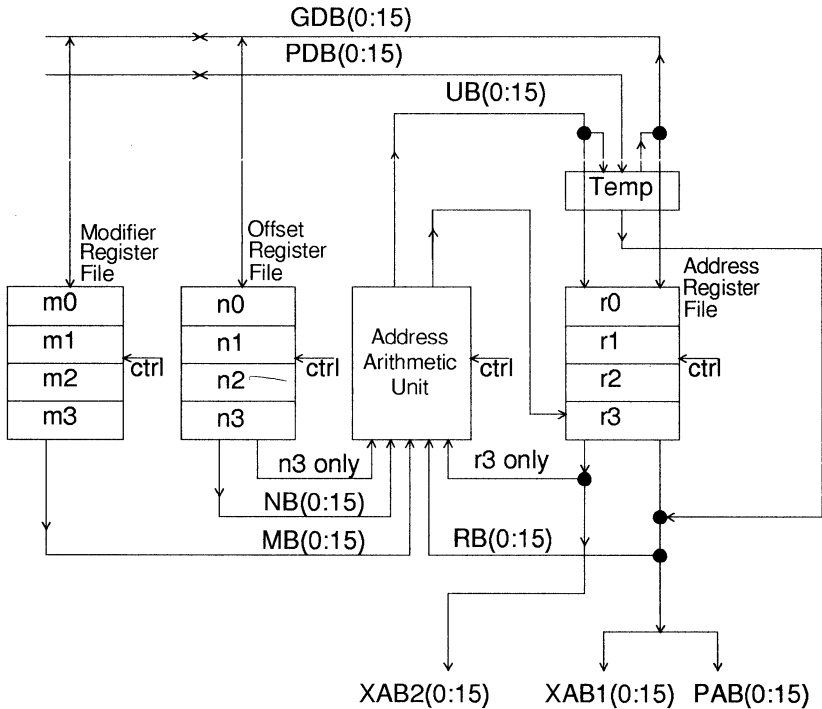 GDB(0:15)
PDB(0:15)
UB(0:15)
Temp
Modifier
Register
File
Offset
Register
File
Address
Register
File
m0
m1
m2
m3
ctrl
n0
n1
n2
n3
ctrl
Address
Arithmetic
Unit
ctrl
r0
r1
r2
r3
ctrl
n3 only
r3 only
NB(0:15)
MB(0:15)
RB(0:15)
XAB2(0:15)
XAB1(0:15)
PAB(0:15)